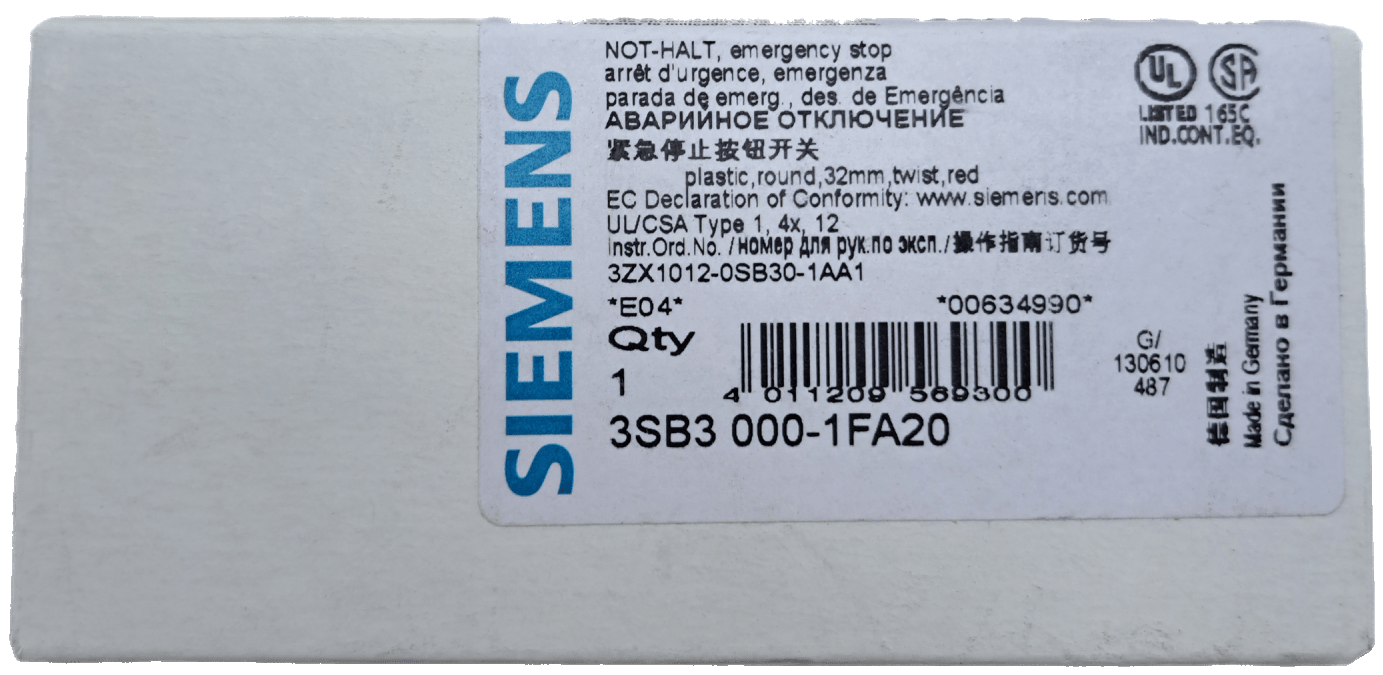 SIEMENS
NOT-HALT, emergency stop
arrêt d'urgence, emergenza
parada de emerg., des. de Emergência
АВАРИЙНОЕ ОТКЛЮЧЕНИЕ
紧急停止按钮开关
plastic,round,32mm,twist,red
EC Declaration of Conformity: www.siemens.com
UL/CSA Type 1, 4x, 12
Instr.Ord.No. /номер для рук.по эксп./操作指南订货号
3ZX1012-0SB30-1AA1
*E04* *00634990*
Qty
1
4 011209 569300
3SB3 000-1FA20
UL SA
LISTED 165C
IND.CONT.EQ.
G/
130610
487
德国制造
Made in Germany
Сделано в Германии